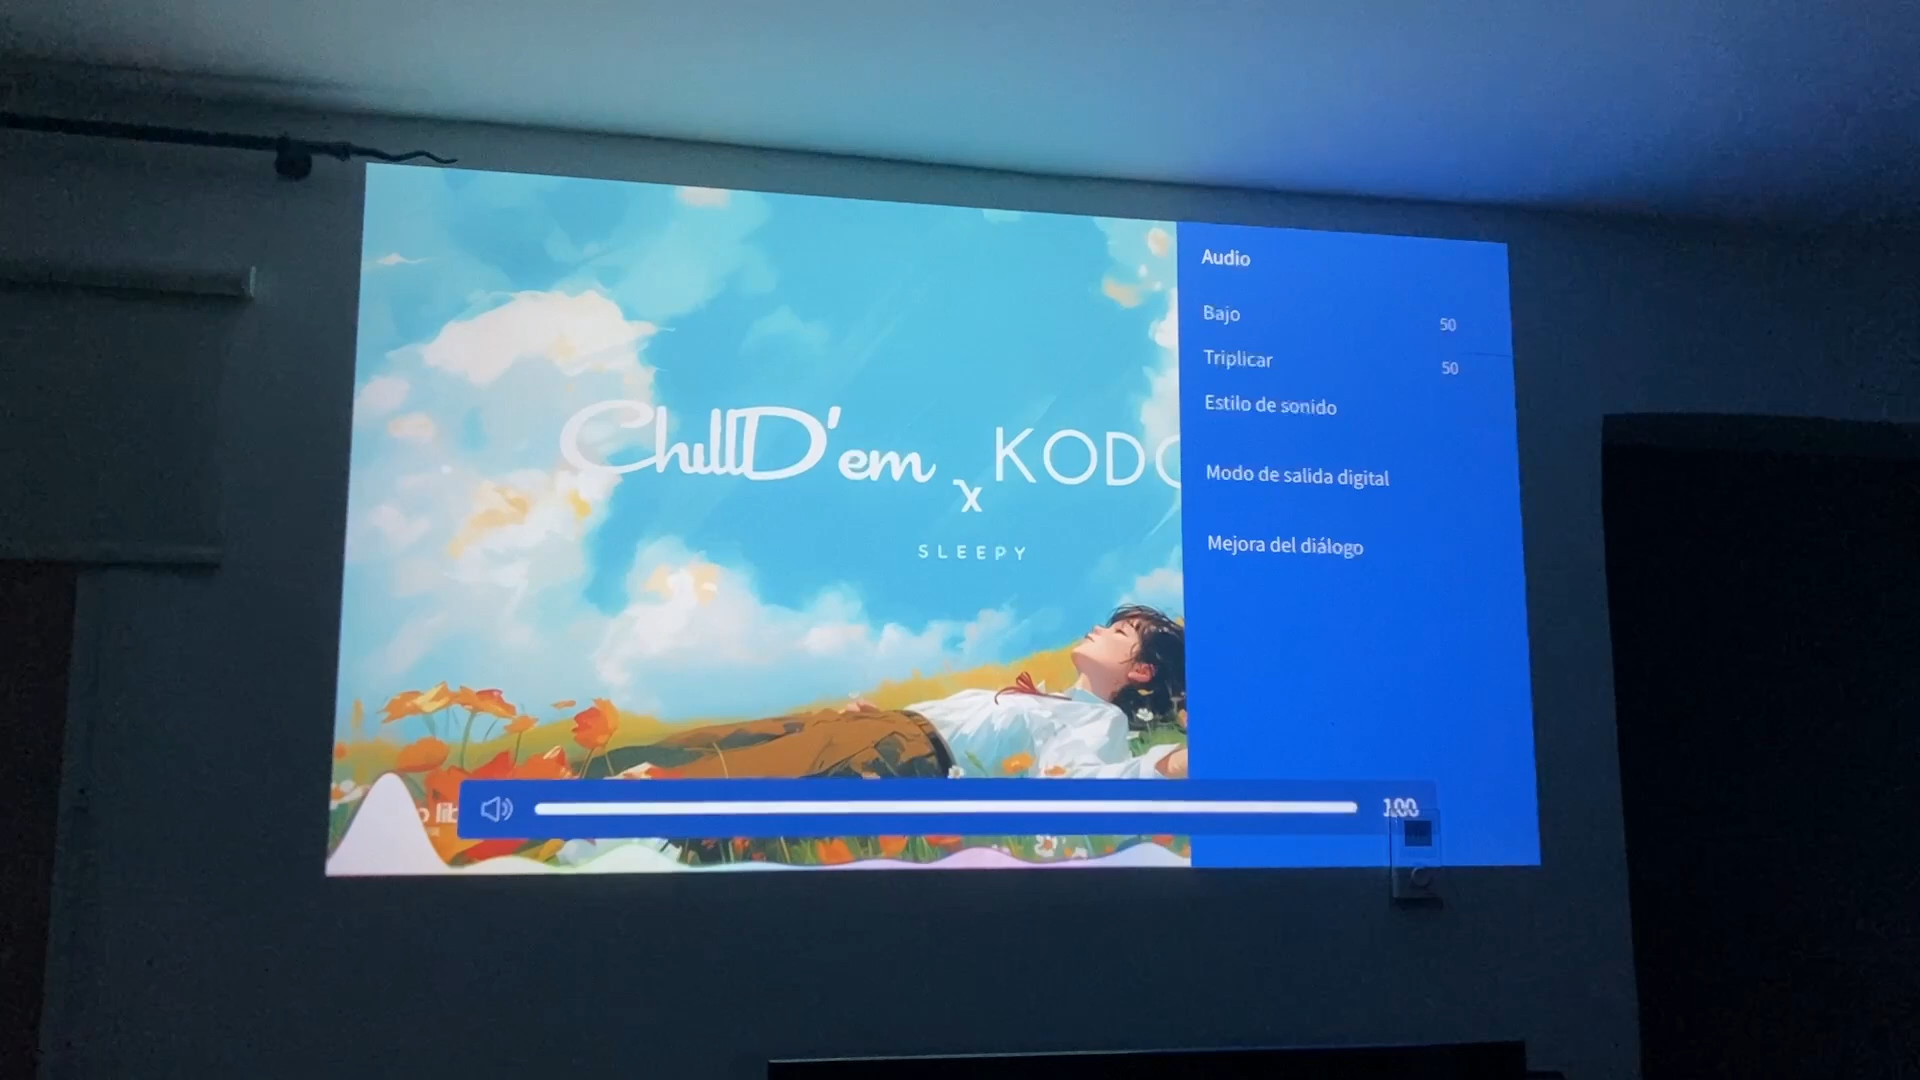 ChillD'em x KODO
SLEEPY
Audio
Bajo 50
Triplicar 50
Estilo de sonido
Modo de salida digital
Mejora del diálogo
100